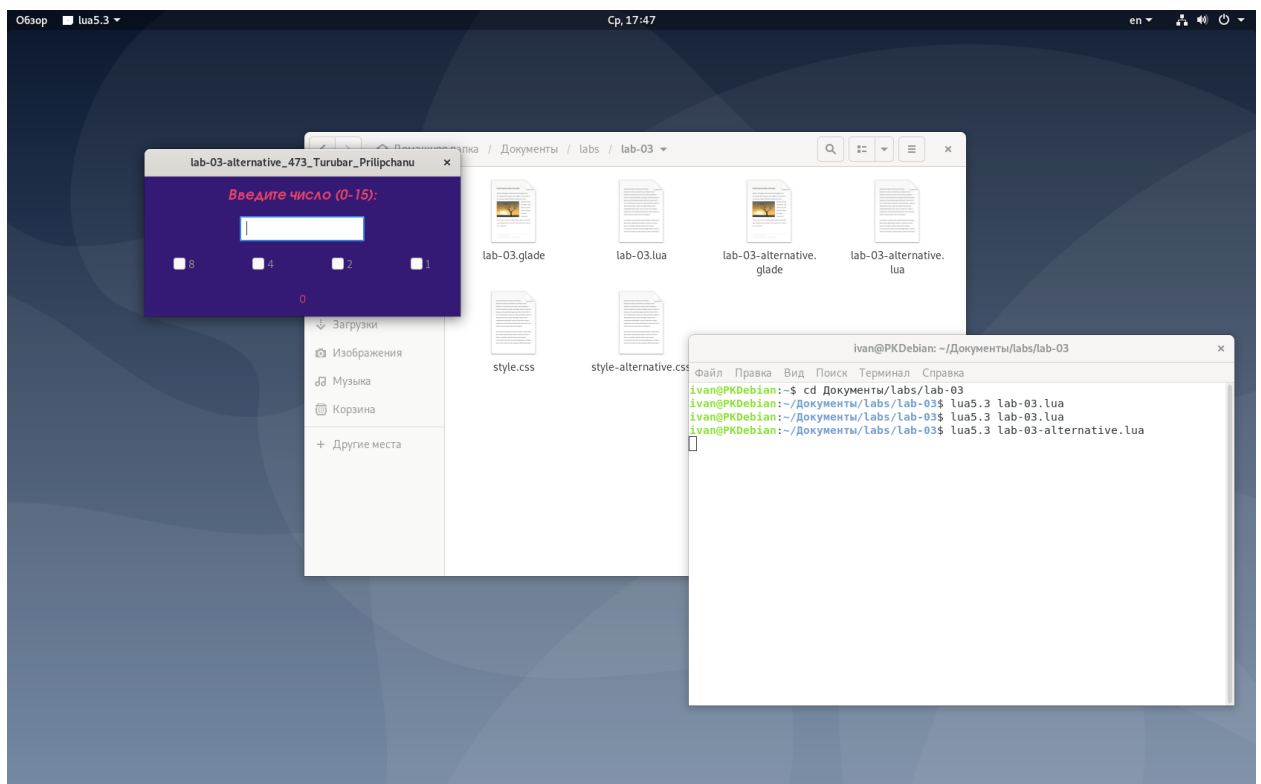 Обзор lua5.3 Ср, 17:47 en
lab-03-alternative_473_Turubar_Prilipchanu
Введите число (0-15):
8 4 2 1
0
папка / Документы / labs / lab-03
lab-03.glade
lab-03.lua
lab-03-alternative.
glade
lab-03-alternative.
lua
style.css
style-alternative.css
Загрузки
Изображения
Музыка
Корзина
+ Другие места
ivan@PKDebian: ~/Документы/labs/lab-03
Файл Правка Вид Поиск Терминал Справка
ivan@PKDebian:~$ cd Документы/labs/lab-03
ivan@PKDebian:~/Документы/labs/lab-03$ lua5.3 lab-03.lua
ivan@PKDebian:~/Документы/labs/lab-03$ lua5.3 lab-03.lua
ivan@PKDebian:~/Документы/labs/lab-03$ lua5.3 lab-03-alternative.lua